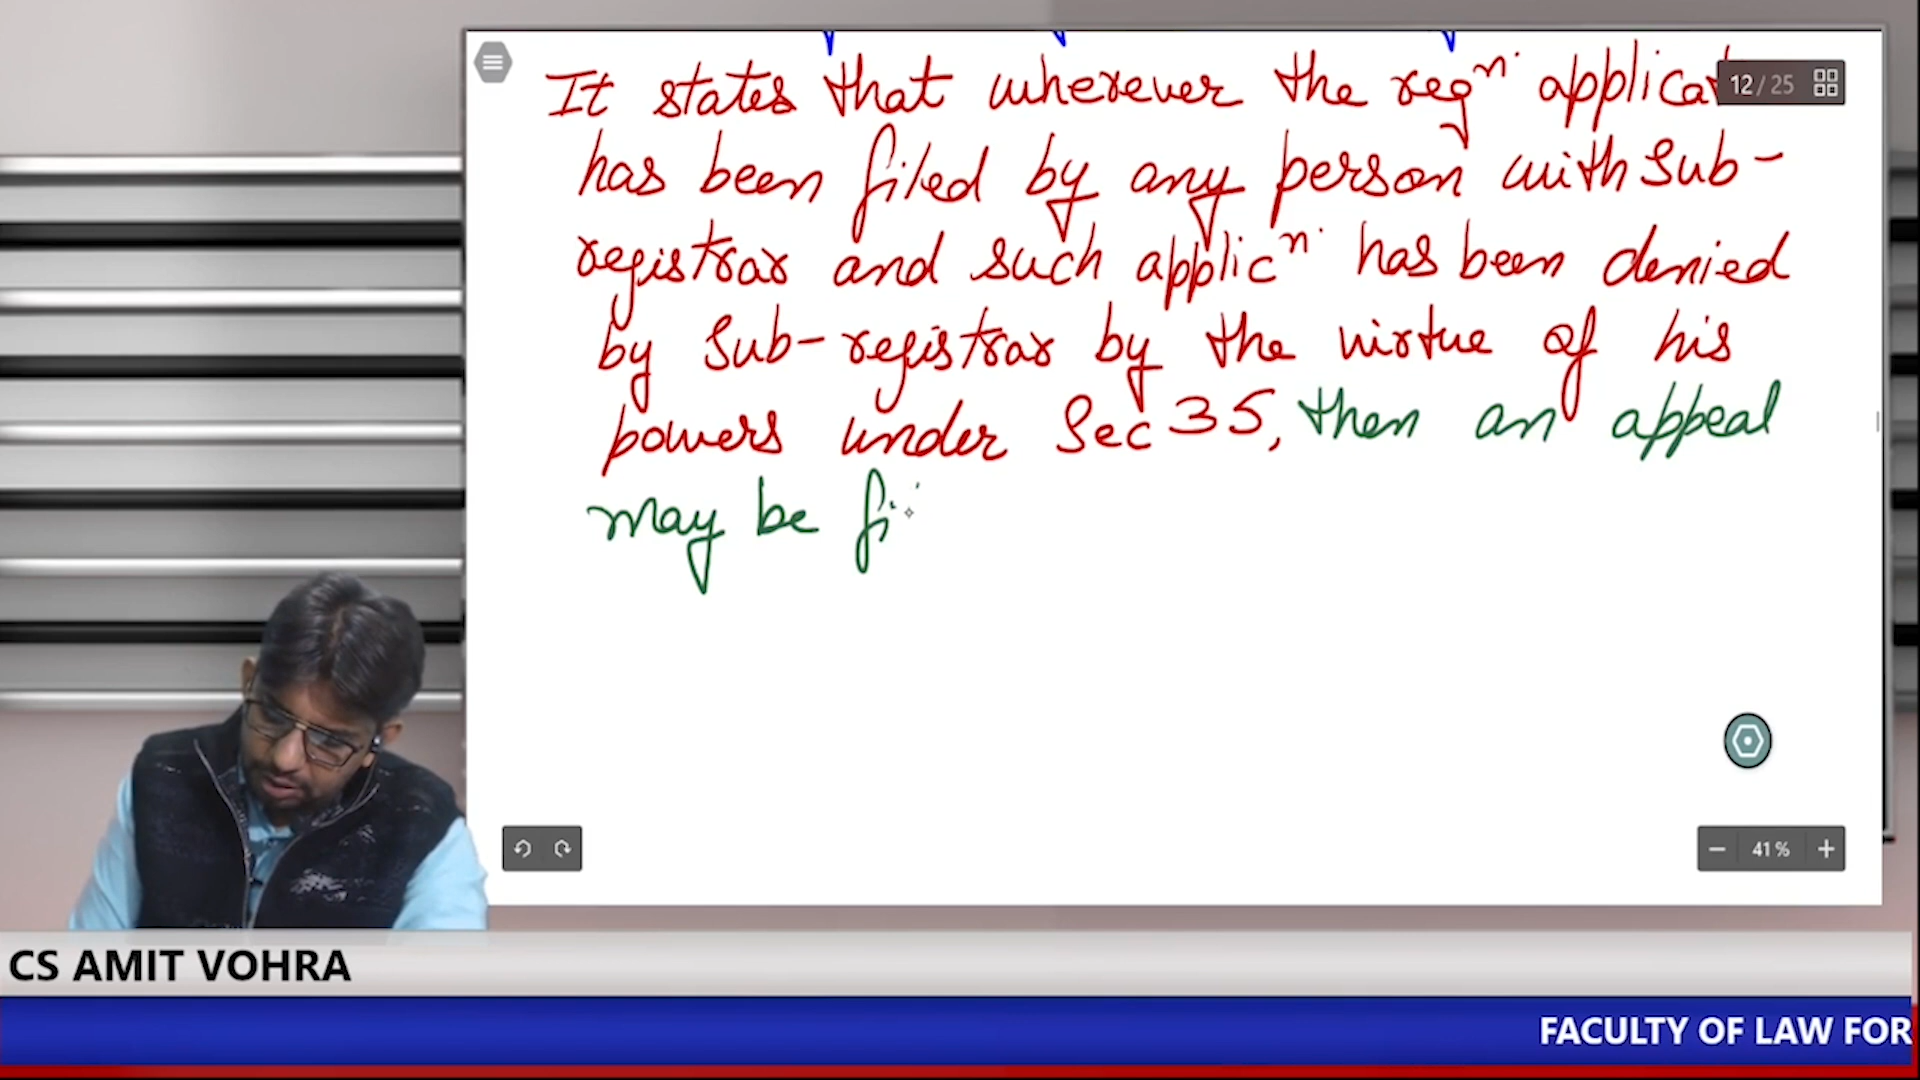 It states that wherever the regⁿ. applicat
12 / 25
has been filed by any person with Sub-
registrar and such applicⁿ. has been denied
by Sub-registrar by the virtue of his
powers under Sec 35, then an appeal
may be fi
41 %
CS AMIT VOHRA
FACULTY OF LAW FOR